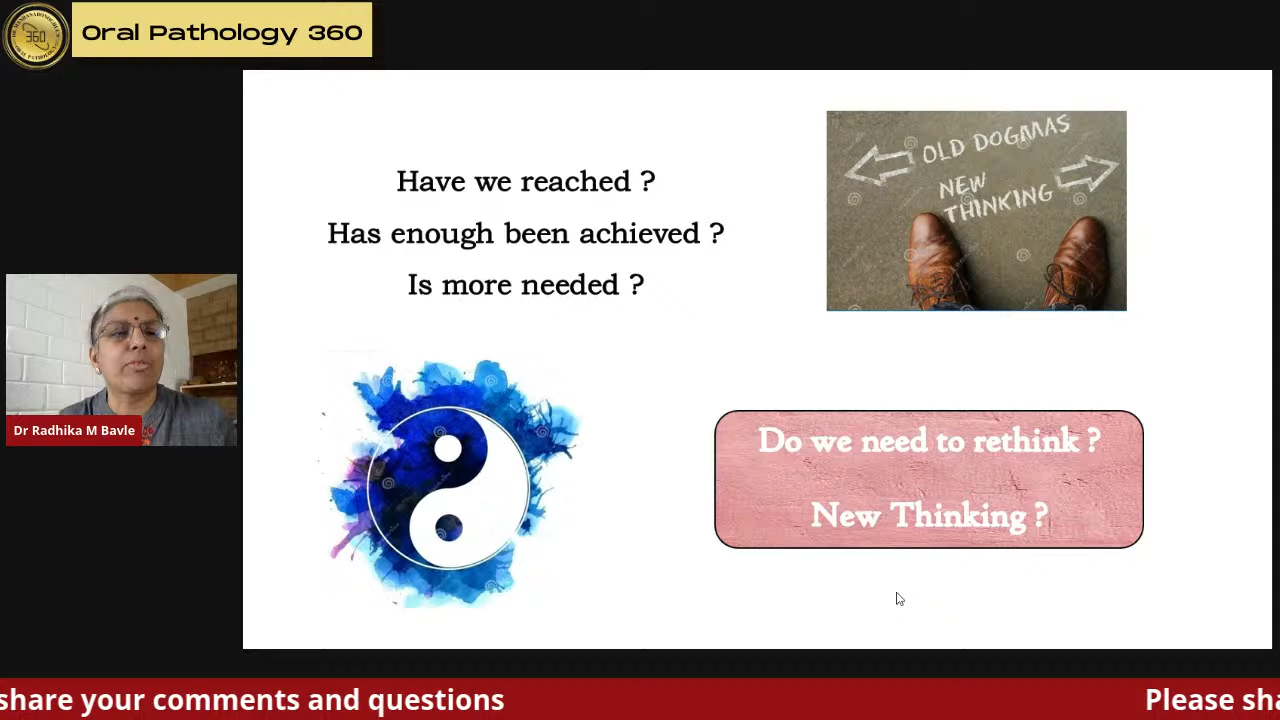 360
Oral Pathology 360
Have we reached ?
Has enough been achieved ?
Is more needed ?
OLD DOGMAS
NEW
THINKING
Dr Radhika M Bavle
Do we need to rethink ?
New Thinking ?
share your comments and questions
Please sha